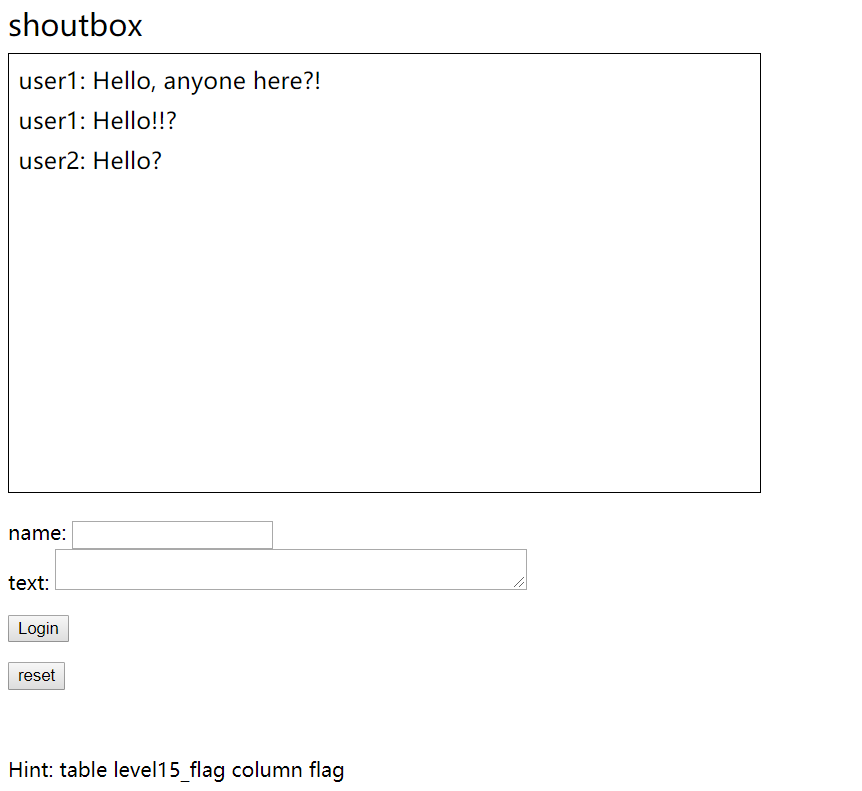 shoutbox
user1: Hello, anyone here?!
user1: Hello!!?
user2: Hello?
name:
text:
Login
reset
Hint: table level15_flag column flag